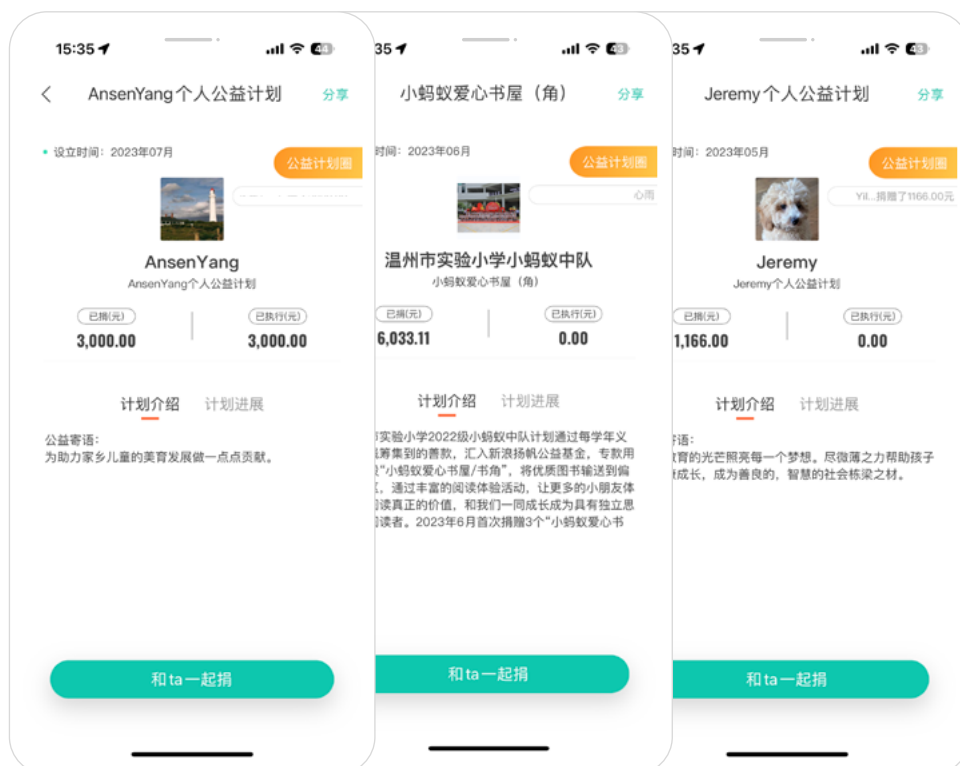 15:35
44
AnsenYang个人公益计划
分享
设立时间：2023年07月
公益计划圈
AnsenYang
AnsenYang个人公益计划
已捐(元)
已执行(元)
3,000.00
3,000.00
计划介绍
计划进展
公益寄语：
为助力家乡儿童的美育发展做一点点贡献。
和ta一起捐
35
43
小蚂蚁爱心书屋（角）
分享
时间：2023年06月
公益计划圈
心雨
温州市实验小学小蚂蚁中队
小蚂蚁爱心书屋（角）
已捐(元)
已执行(元)
6,033.11
0.00
计划介绍
计划进展
实验小学2022级小蚂蚁中队计划通过每学年义
筹集到的善款，汇入新浪扬帆公益基金，专款用
“小蚂蚁爱心书屋/书角”，将优质图书输送到偏
，通过丰富的阅读体验活动，让更多的小朋友体
读真正的价值，和我们一同成长成为具有独立思
读者。2023年6月首次捐赠3个“小蚂蚁爱心书
和ta一起捐
35
43
Jeremy个人公益计划
分享
时间：2023年05月
公益计划圈
Yil...捐赠了1166.00元
Jeremy
Jeremy个人公益计划
已捐(元)
已执行(元)
1,166.00
0.00
计划介绍
计划进展
寄语：
育的光芒照亮每一个梦想。尽微薄之力帮助孩子
成长，成为善良的，智慧的社会栋梁之材。
和ta一起捐